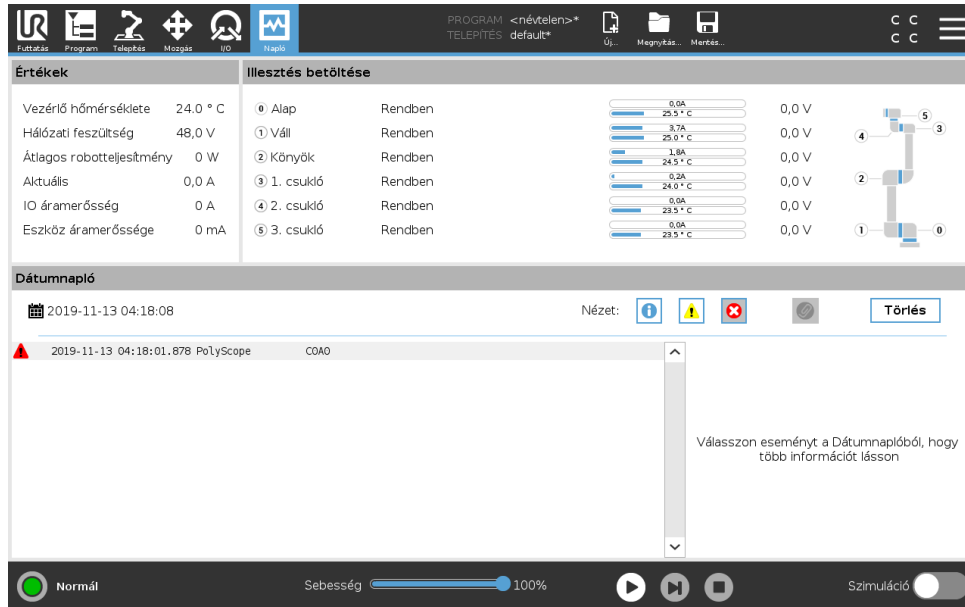 UR
PROGRAM <névtelen>*
TELEPÍTÉS default*
Futtatás Program Telepítés Mozgás I/O Napló Új... Megnyitás... Mentés...
C C
C C
Értékek
Illesztés betöltése
Vezérlő hőmérséklete 24.0 ° C
Hálózati feszültség 48,0 V
Átlagos robotteljesítmény 0 W
Aktuális 0,0 A
IO áramerősség 0 A
Eszköz áramerőssége 0 mA
0 Alap Rendben 0,0A 25.5 ° C 0,0 V
1 Váll Rendben 3,7A 25.0 ° C 0,0 V
2 Könyök Rendben 1,8A 24.5 ° C 0,0 V
3 1. csukló Rendben 0,2A 24.0 ° C 0,0 V
4 2. csukló Rendben 0,0A 23.5 ° C 0,0 V
5 3. csukló Rendben 0,0A 23.5 ° C 0,0 V
5
4 3
2
1 0
Dátumnapló
2019-11-13 04:18:08 Nézet: Törlés
2019-11-13 04:18:01.878 PolyScope C0A0
Válasszon eseményt a Dátumnaplóból, hogy
több információt lásson
Normál Sebesség 100% Szimuláció